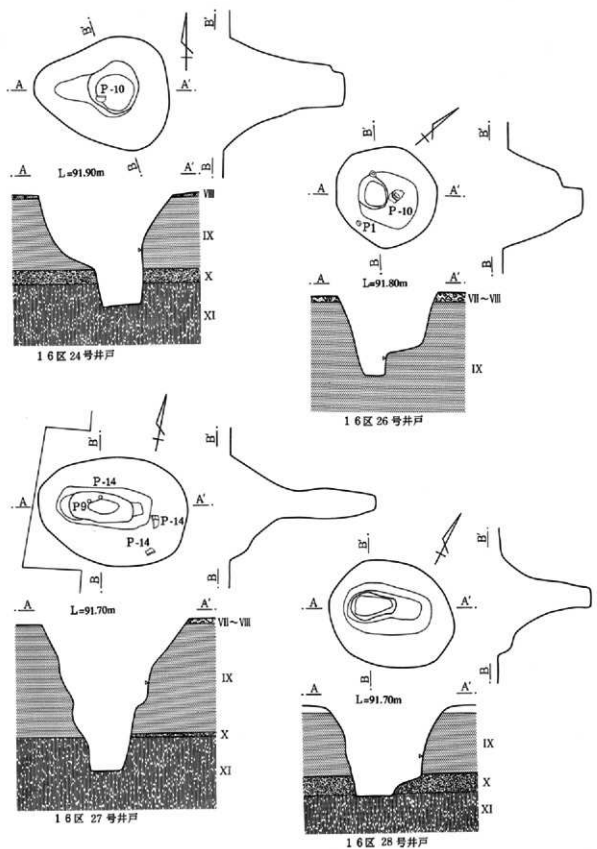 B'
A
P-10
A'
B
L=91.90m
A
A'
B'
B
VIII
IX
X
XI
16区24号井戸
B'
A
P-10
A'
P1
B
L=91.80m
A
A'
B'
B
VII～VIII
IX
16区26号井戸
B'
P-14
A
P9
A'
P-14
P-14
B
L=91.70m
A
A'
B'
B
VII～VIII
IX
X
XI
16区 27号井戸
B'
A
A'
B
L=91.70m
A
A'
B'
B
IX
X
XI
16区 28号井戸